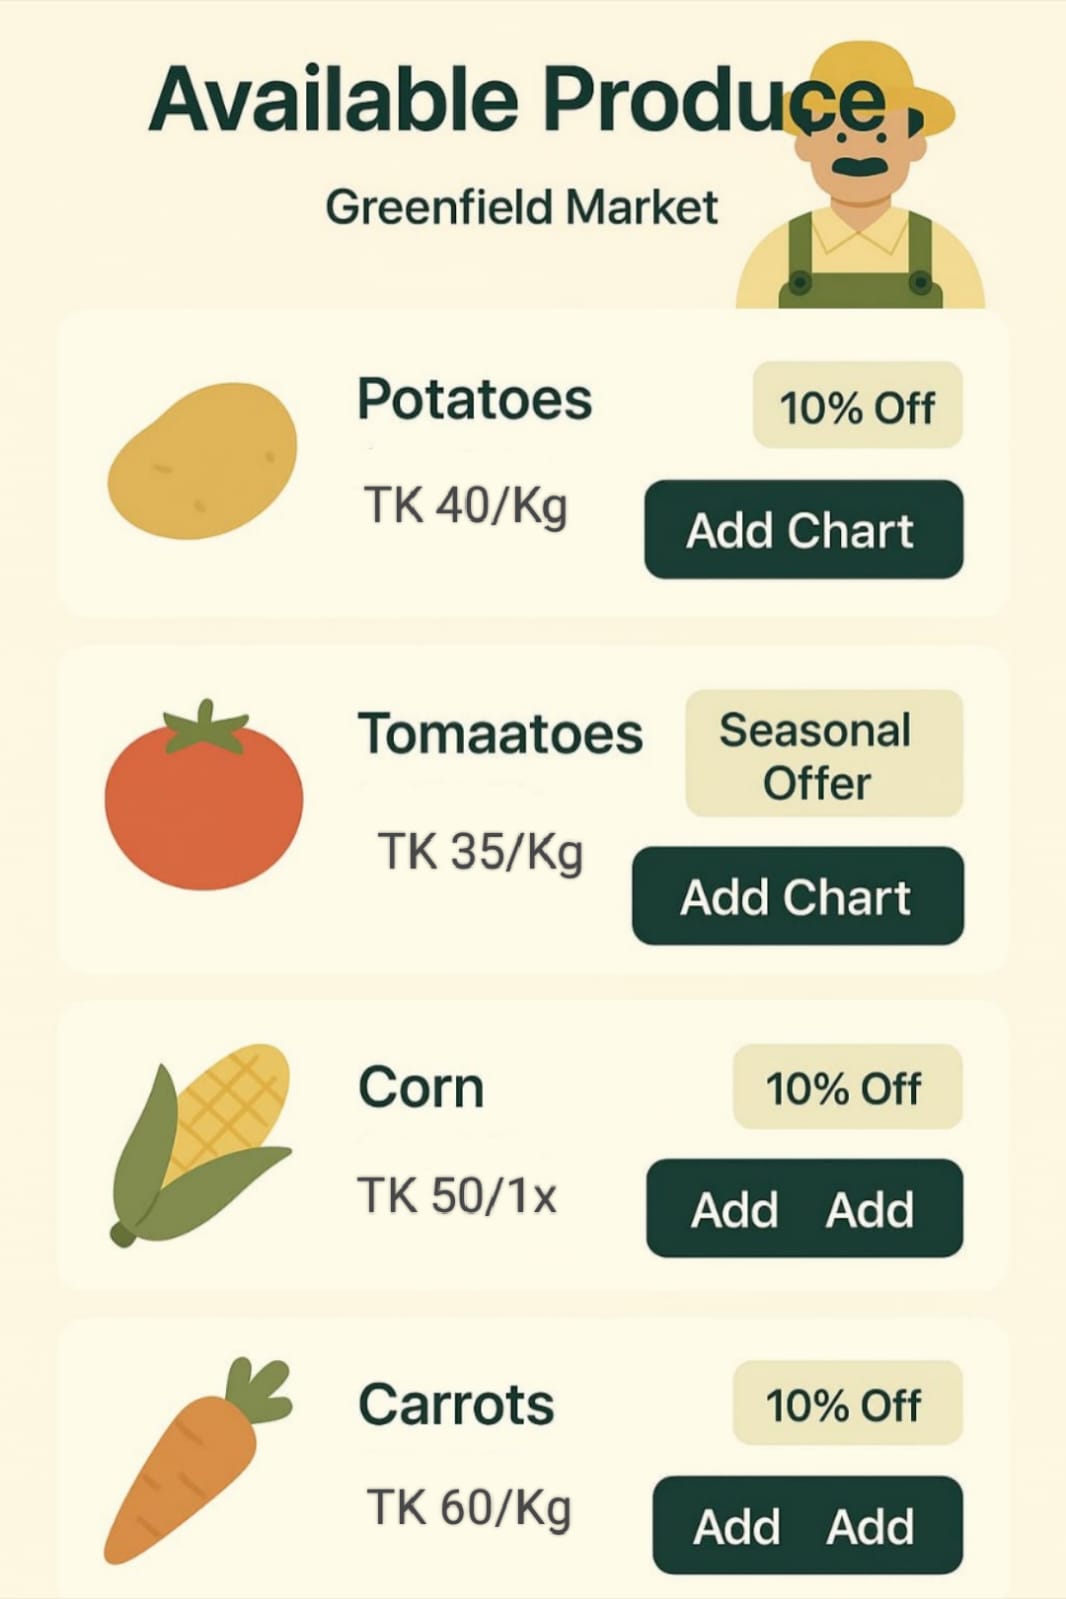 Available Produce
Greenfield Market
Potatoes
10% Off
TK 40/Kg
Add Chart
Tomaatoes
Seasonal
Offer
TK 35/Kg
Add Chart
Corn
10% Off
TK 50/1x
Add Add
Carrots
10% Off
TK 60/Kg
Add Add